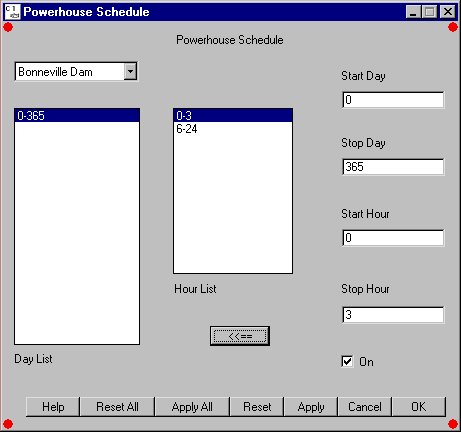 C.1
Powerhouse Schedule
Powerhouse Schedule
Bonneville Dam
0-365
Day List
0-3
6-24
Hour List
<<==
Start Day
0
Stop Day
365
Start Hour
0
Stop Hour
3
On
Help Reset All Apply All Reset Apply Cancel OK